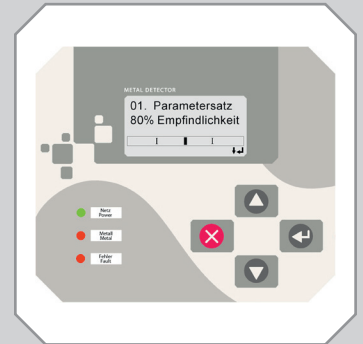 METAL DETECTOR
01. Parametersatz
80% Empfindlichkeit
Netz
Power
Metall
Metal
Fehler
Fault